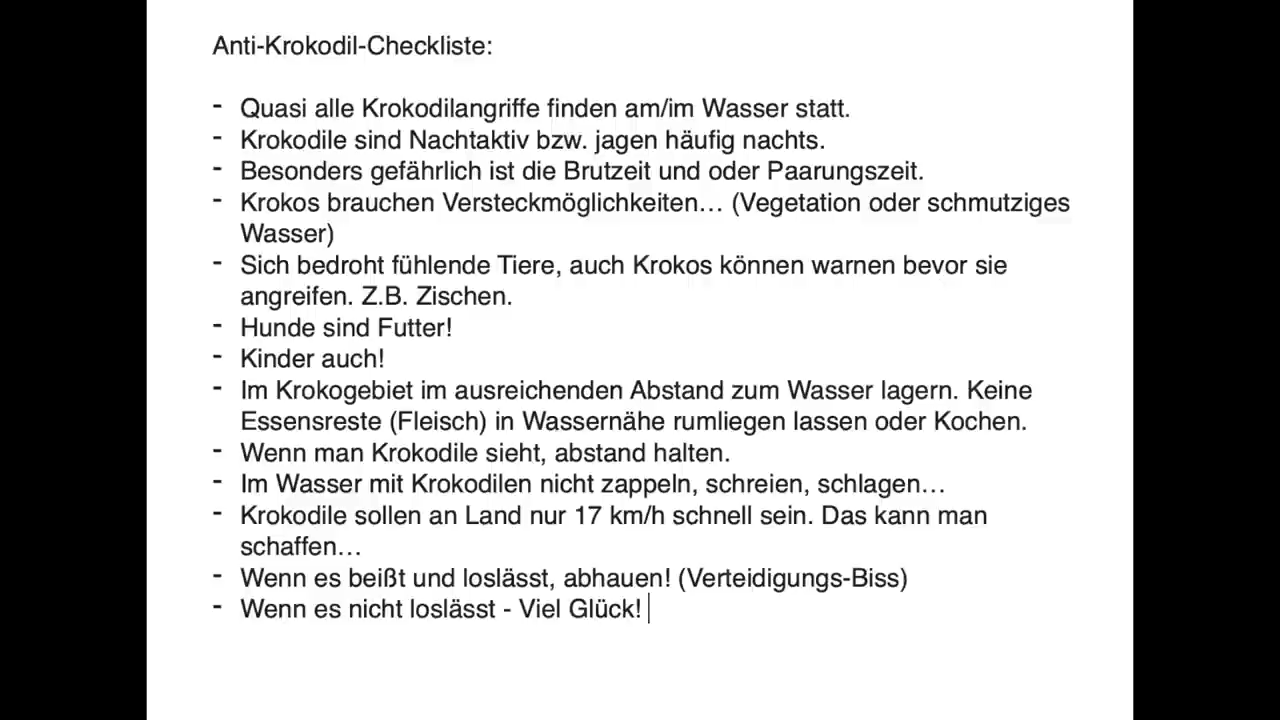 Anti-Krokodil-Checkliste:
- Quasi alle Krokodilangriffe finden am/im Wasser statt.
- Krokodile sind Nachtaktiv bzw. jagen häufig nachts.
- Besonders gefährlich ist die Brutzeit und oder Paarungszeit.
- Krokos brauchen Versteckmöglichkeiten… (Vegetation oder schmutziges
Wasser)
- Sich bedroht fühlende Tiere, auch Krokos können warnen bevor sie
angreifen. Z.B. Zischen.
- Hunde sind Futter!
- Kinder auch!
- Im Krokogebiet im ausreichenden Abstand zum Wasser lagern. Keine
Essensreste (Fleisch) in Wassernähe rumliegen lassen oder Kochen.
- Wenn man Krokodile sieht, abstand halten.
- Im Wasser mit Krokodilen nicht zappeln, schreien, schlagen…
- Krokodile sollen an Land nur 17 km/h schnell sein. Das kann man
schaffen…
- Wenn es beißt und loslässt, abhauen! (Verteidigungs-Biss)
- Wenn es nicht loslässt - Viel Glück!